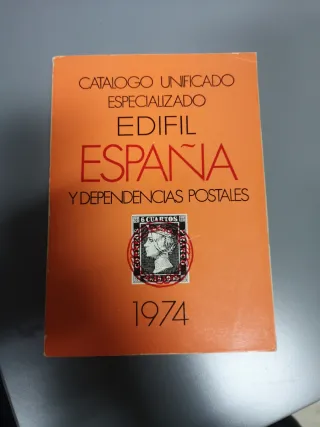 CATALOGO UNIFICADO
ESPECIALIZADO
EDIFIL
ESPAÑA
Y DEPENDENCIAS POSTALES
6 CUARTOS
1974